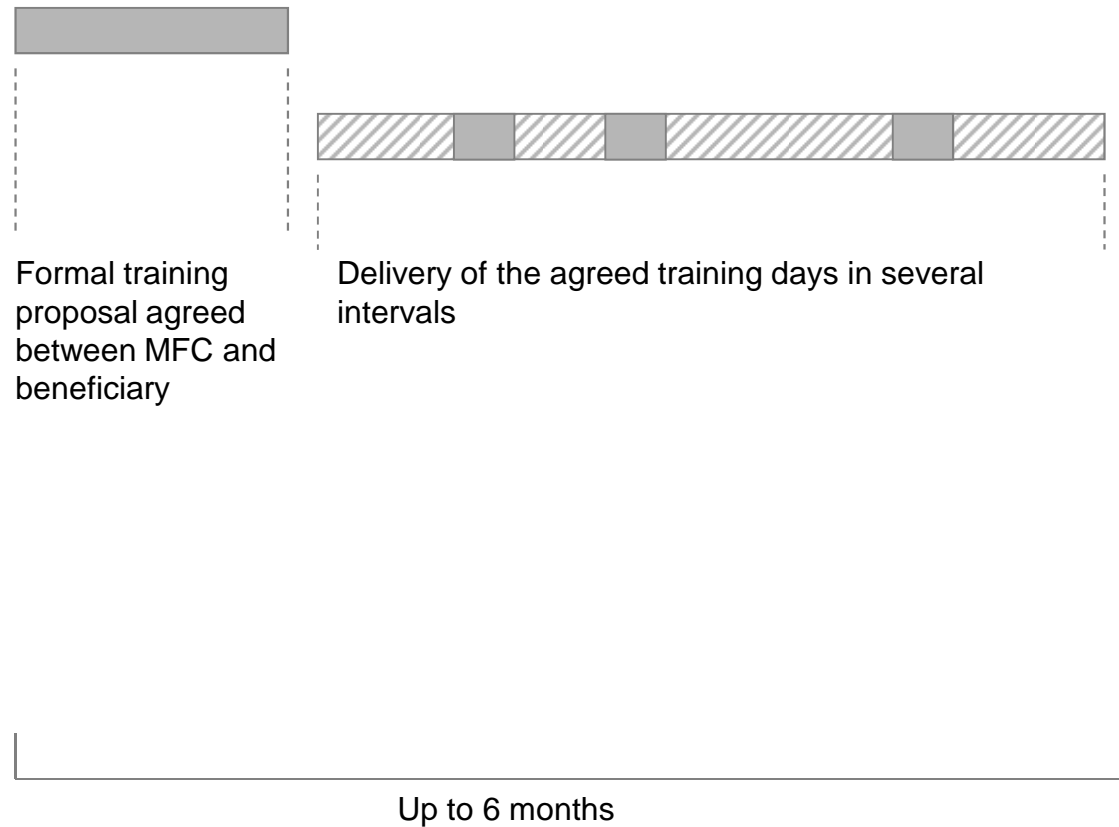 Formal training
proposal agreed
between MFC and
beneficiary
Delivery of the agreed training days in several
intervals
Up to 6 months